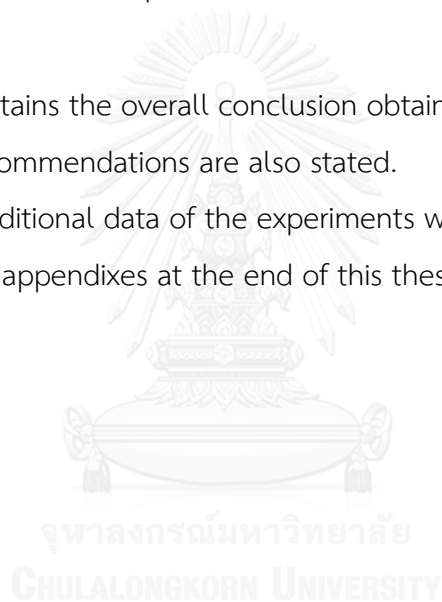 tains the overall conclusion obtain
commendations are also stated.
ditional data of the experiments w
appendixes at the end of this thes
จุฬาลงกรณ์มหาวิทยาลัย
CHULALONGKORN UNIVERSITY